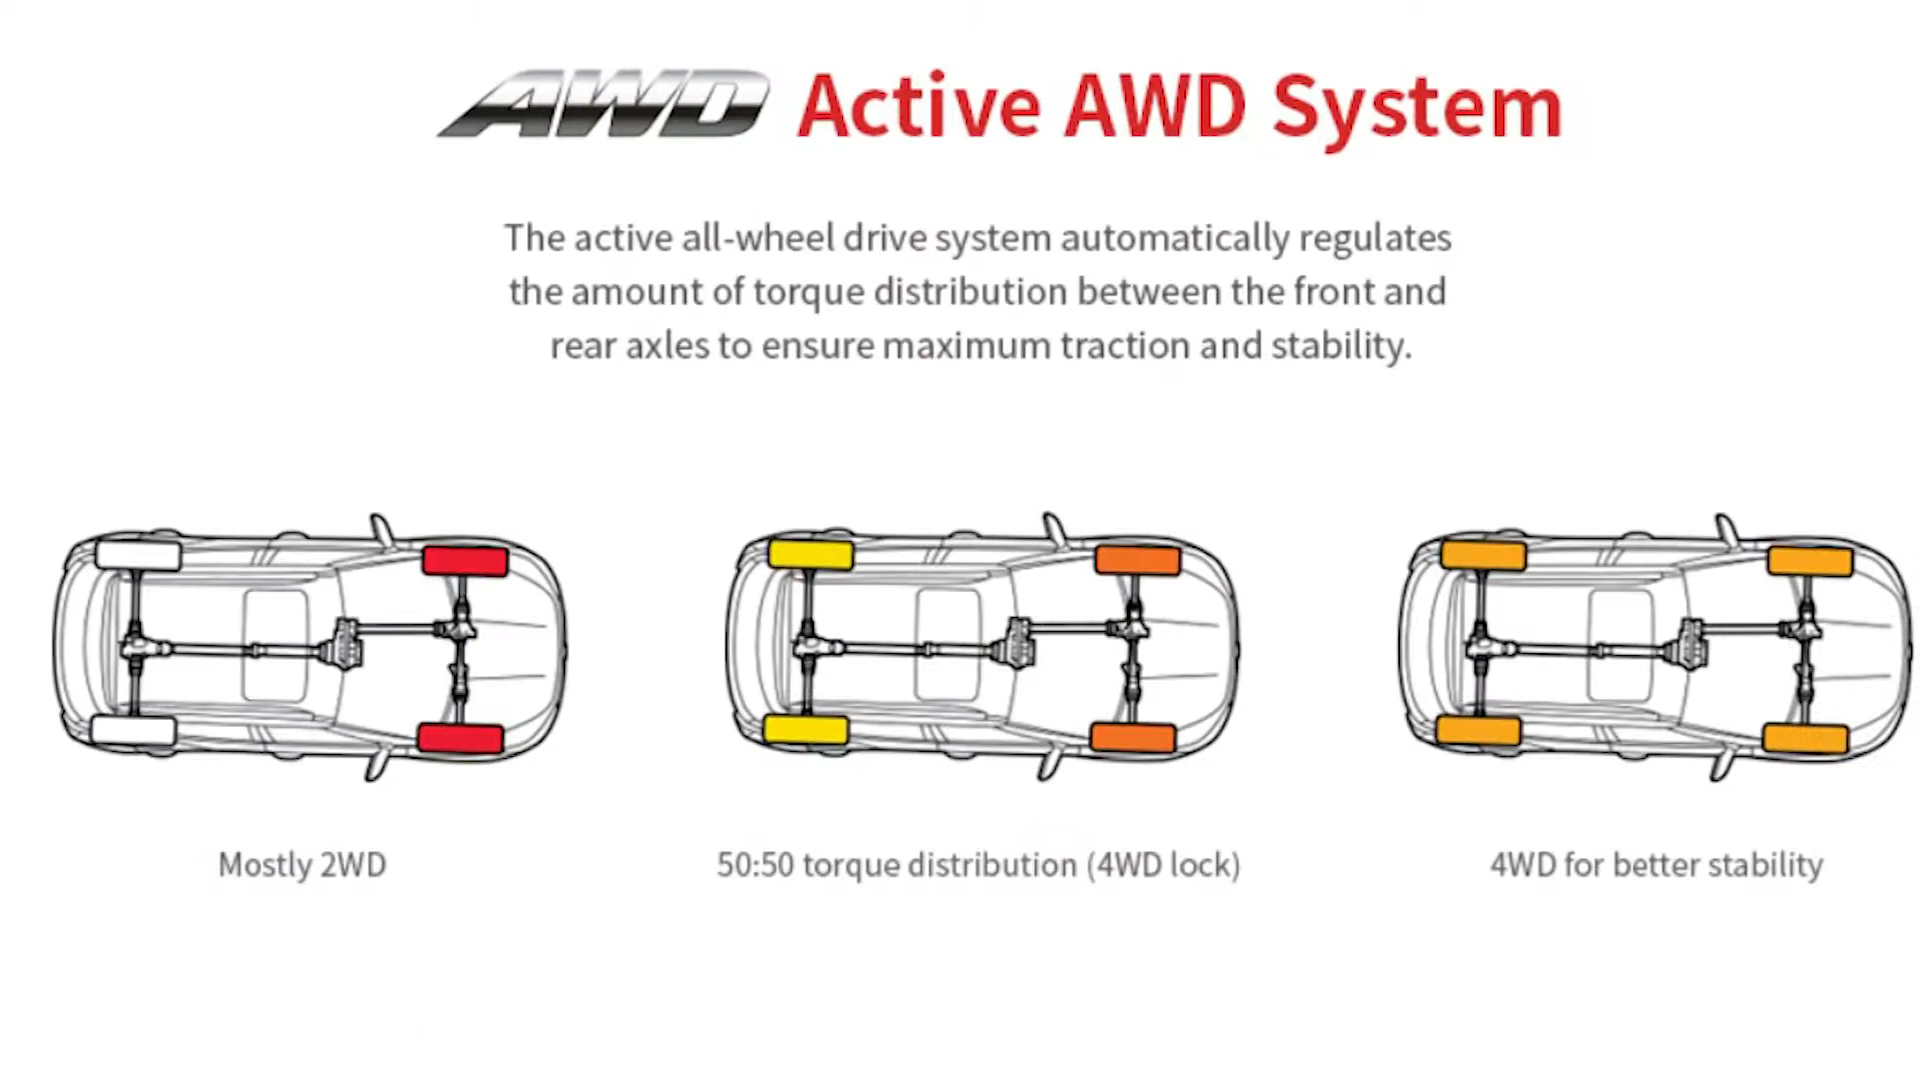 AWD Active AWD System
The active all-wheel drive system automatically regulates
the amount of torque distribution between the front and
rear axles to ensure maximum traction and stability.
Mostly 2WD
50:50 torque distribution (4WD lock)
4WD for better stability